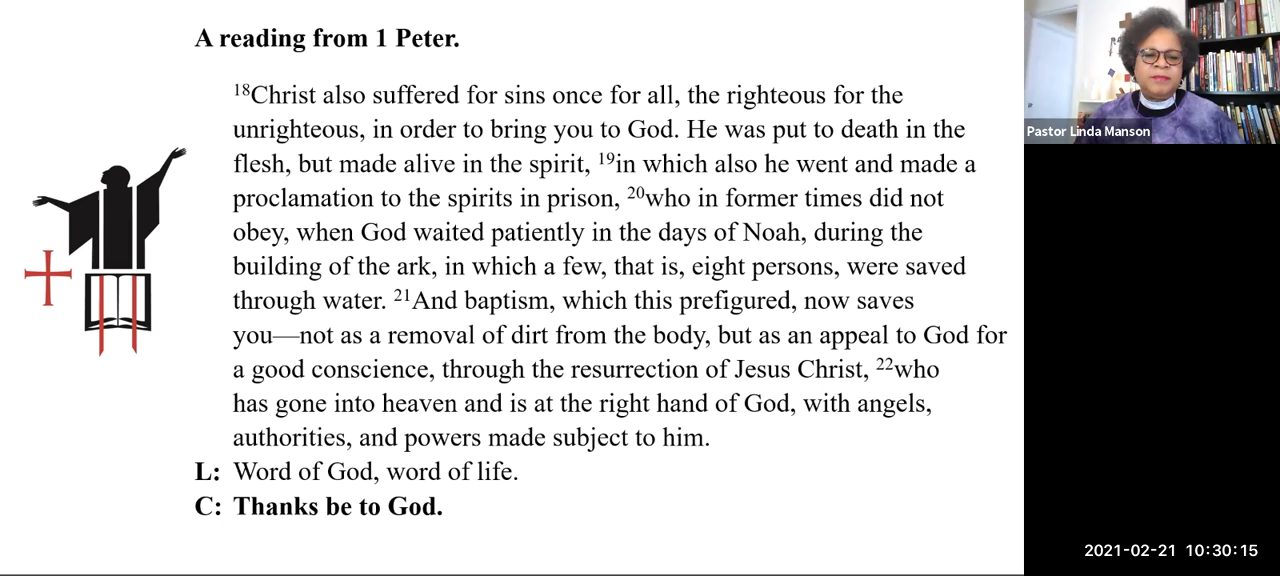 A reading from 1 Peter.
18Christ also suffered for sins once for all, the righteous for the
unrighteous, in order to bring you to God. He was put to death in the
flesh, but made alive in the spirit, 19in which also he went and made a
proclamation to the spirits in prison, 20who in former times did not
obey, when God waited patiently in the days of Noah, during the
building of the ark, in which a few, that is, eight persons, were saved
through water. 21And baptism, which this prefigured, now saves
you—not as a removal of dirt from the body, but as an appeal to God for
a good conscience, through the resurrection of Jesus Christ, 22who
has gone into heaven and is at the right hand of God, with angels,
authorities, and powers made subject to him.
L: Word of God, word of life.
C: Thanks be to God.
Pastor Linda Manson
2021-02-21 10:30:15